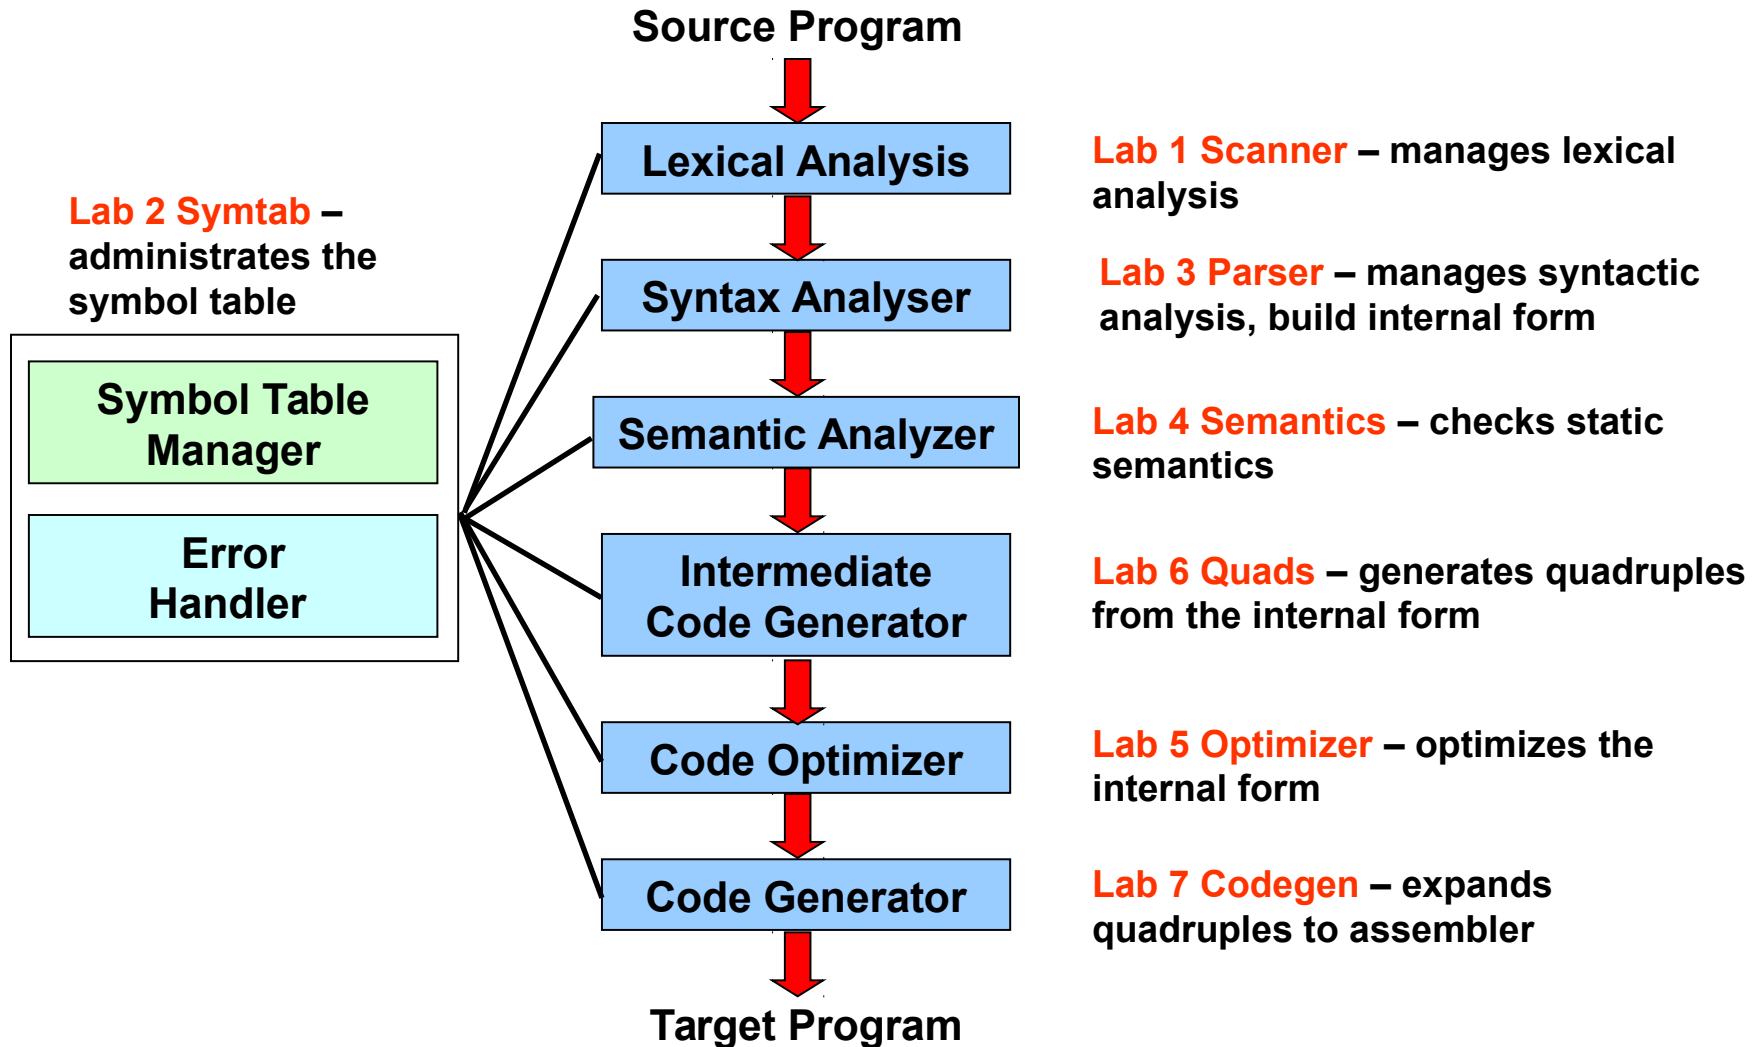 Source Program
Lexical Analysis
Lab 1 Scanner – manages lexical
analysis
Lab 2 Symtab –
administrates the
symbol table
Syntax Analyser
Lab 3 Parser – manages syntactic
analysis, build internal form
Symbol Table
Manager
Semantic Analyzer
Lab 4 Semantics – checks static
semantics
Error
Handler
Intermediate
Code Generator
Lab 6 Quads – generates quadruples
from the internal form
Code Optimizer
Lab 5 Optimizer – optimizes the
internal form
Code Generator
Lab 7 Codegen – expands
quadruples to assembler
Target Program